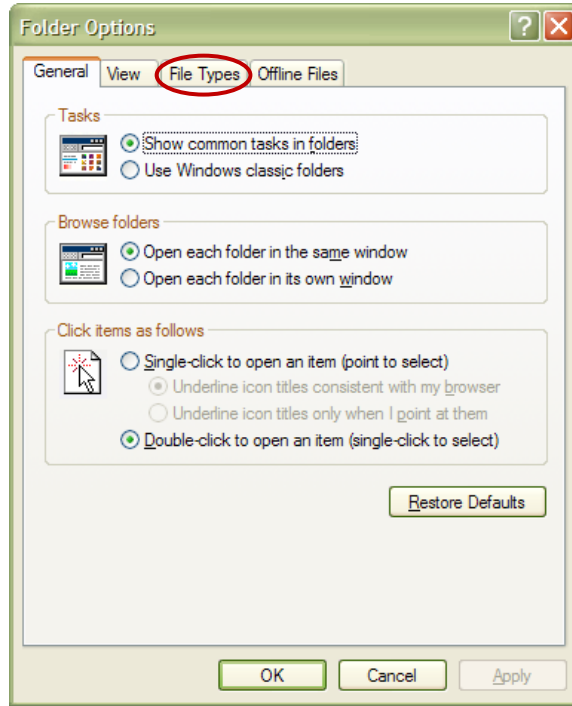 Folder Options
General View File Types Offline Files
Tasks
Show common tasks in folders
Use Windows classic folders
Browse folders
Open each folder in the same window
Open each folder in its own window
Click items as follows
Single-click to open an item (point to select)
Underline icon titles consistent with my browser
Underline icon titles only when I point at them
Double-click to open an item (single-click to select)
Restore Defaults
OK Cancel Apply